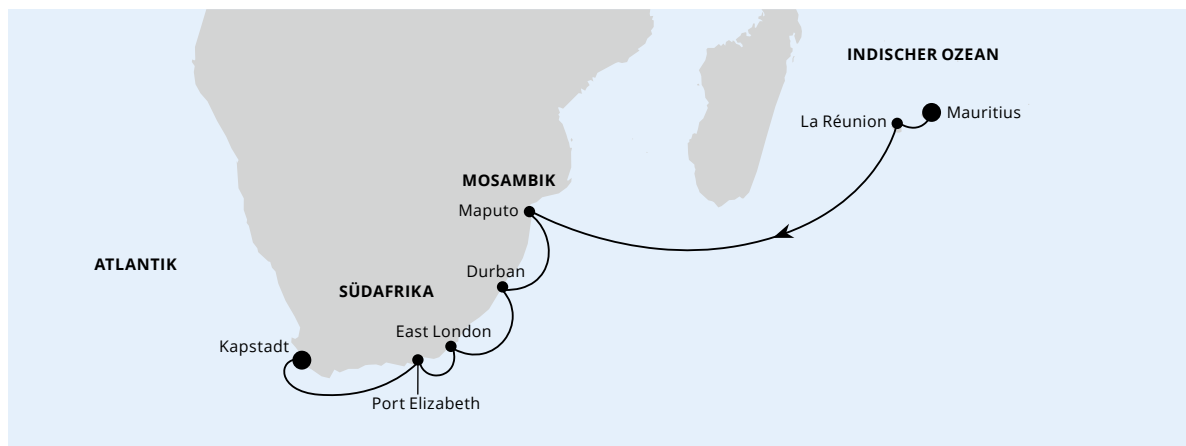 INDISCHER OZEAN
Mauritius
La Réunion
MOSAMBIK
Maputo
ATLANTIK
Durban
SÜDAFRIKA
East London
Kapstadt
Port Elizabeth